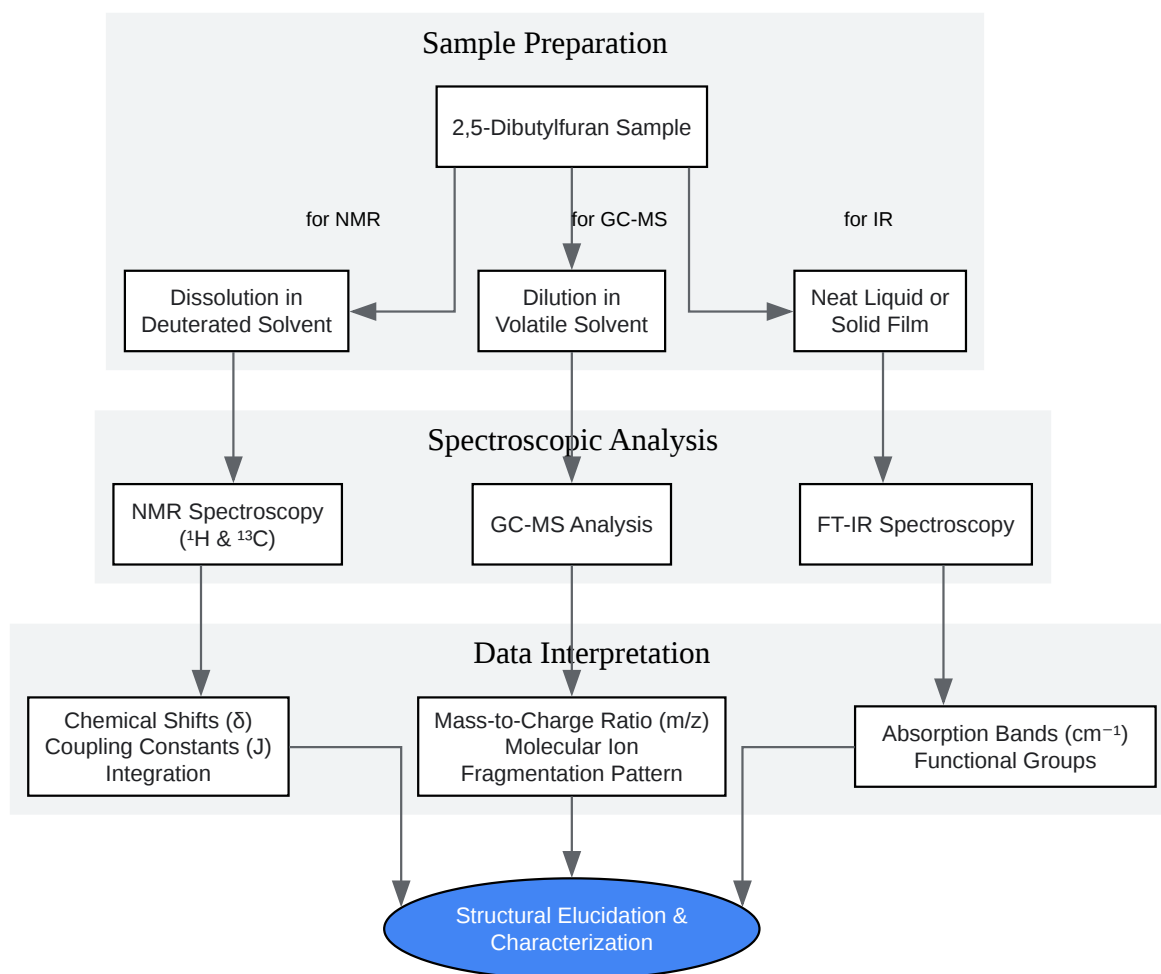 Sample Preparation
2,5-Dibutylfuran Sample
for NMR
for GC-MS
for IR
Dissolution in
Deuterated Solvent
Dilution in
Volatile Solvent
Neat Liquid or
Solid Film
Spectroscopic Analysis
NMR Spectroscopy
(¹H & ¹³C)
GC-MS Analysis
FT-IR Spectroscopy
Data Interpretation
Chemical Shifts (δ)
Coupling Constants (J)
Integration
Mass-to-Charge Ratio (m/z)
Molecular Ion
Fragmentation Pattern
Absorption Bands (cm⁻¹)
Functional Groups
Structural Elucidation &
Characterization